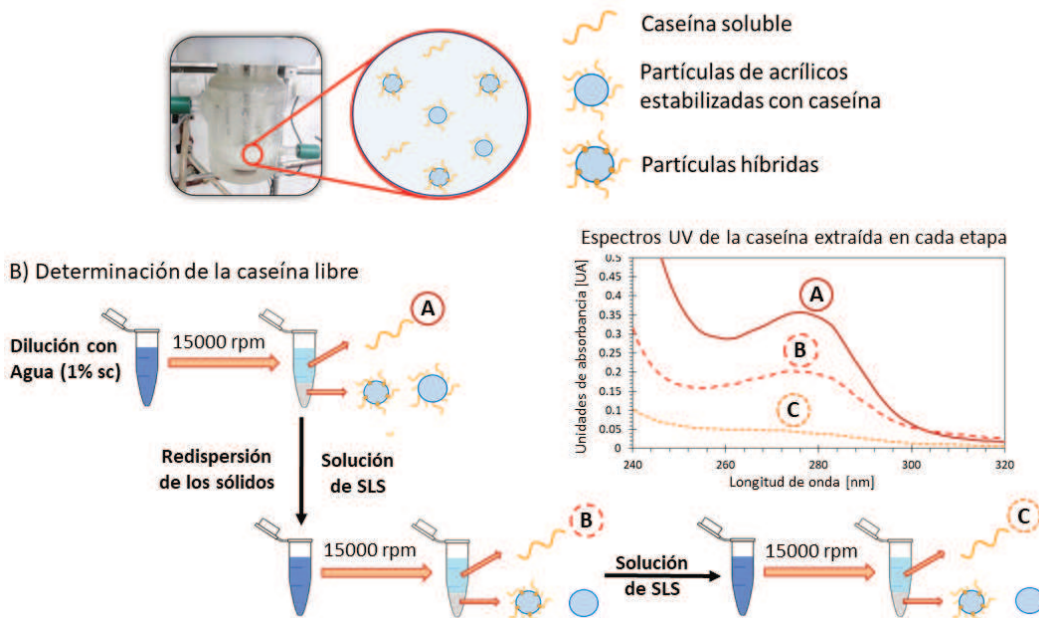 Caseína soluble
Partículas de acrílicos
estabilizadas con caseína
Partículas híbridas
B) Determinación de la caseína libre
Dilución con
Agua (1% sc)
15000 rpm
A
Redispersión
de los sólidos
Solución
de SLS
15000 rpm
B
Solución
de SLS
15000 rpm
C
Espectros UV de la caseína extraída en cada etapa
Unidades de absorbancia [UA]
0.5
0.45
0.4
0.35
0.3
0.25
0.2
0.15
0.1
0.05
0
A
B
C
240
260
280
300
320
Longitud de onda [nm]